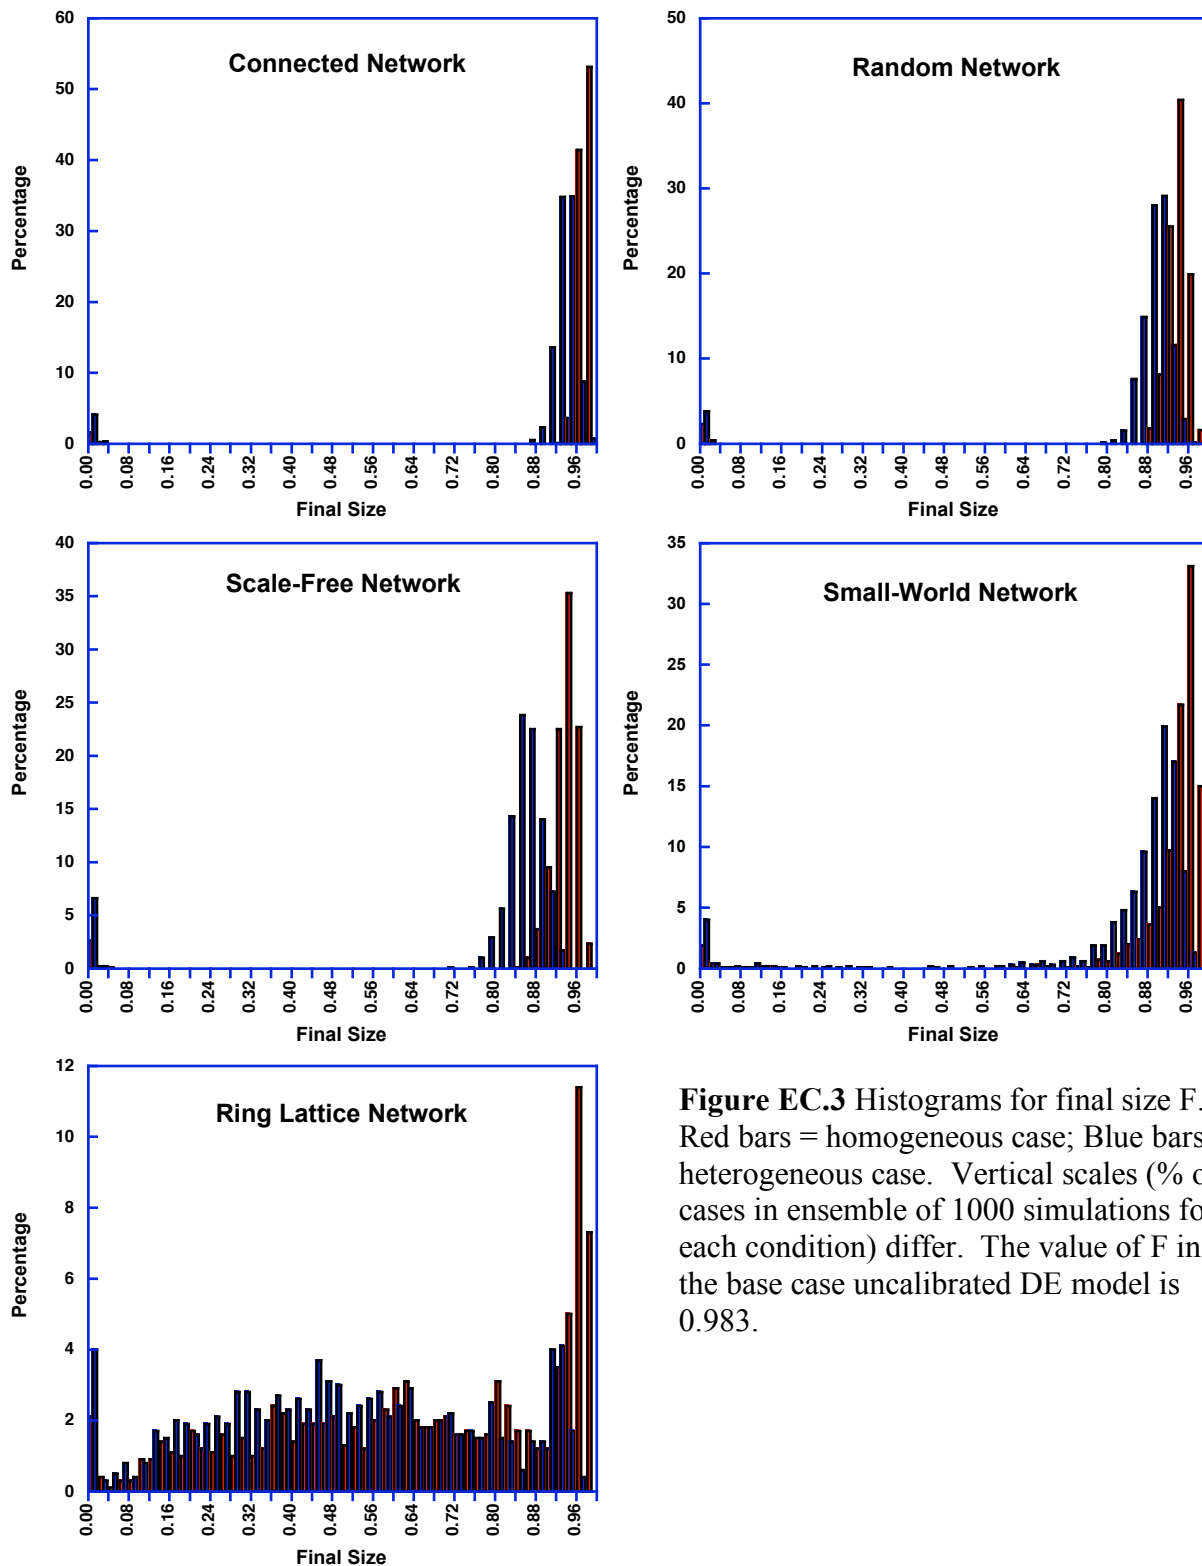 Connected Network
Percentage
60
50
40
30
20
10
0
0.00 0.08 0.16 0.24 0.32 0.40 0.48 0.56 0.64 0.72 0.80 0.88 0.96
Final Size
Random Network
Percentage
50
40
30
20
10
0
0.00 0.08 0.16 0.24 0.32 0.40 0.48 0.56 0.64 0.72 0.80 0.88 0.96
Final Size
Scale-Free Network
Percentage
40
35
30
25
20
15
10
5
0
0.00 0.08 0.16 0.24 0.32 0.40 0.48 0.56 0.64 0.72 0.80 0.88 0.96
Final Size
Small-World Network
Percentage
35
30
25
20
15
10
5
0
0.00 0.08 0.16 0.24 0.32 0.40 0.48 0.56 0.64 0.72 0.80 0.88 0.96
Final Size
Ring Lattice Network
Percentage
12
10
8
6
4
2
0
0.00 0.08 0.16 0.24 0.32 0.40 0.48 0.56 0.64 0.72 0.80 0.88 0.96
Final Size
Figure EC.3 Histograms for final size F.
Red bars = homogeneous case; Blue bars
heterogeneous case. Vertical scales (%
cases in ensemble of 1000 simulations
each condition) differ. The value of F in
the base case uncalibrated DE model is
0.983.